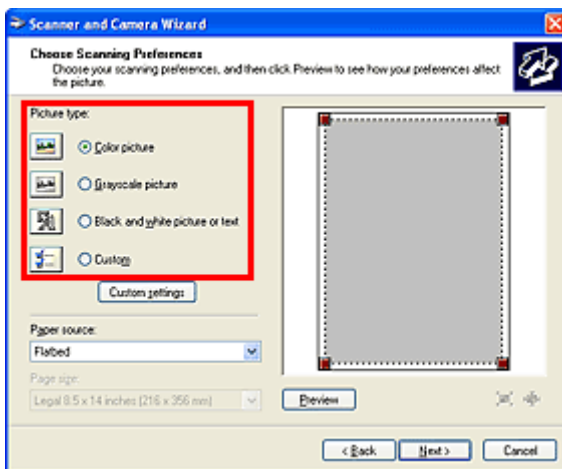 Scanner and Camera Wizard
Choose Scanning Preferences
Choose your scanning preferences, and then click Preview to see how your preferences affect
the picture.
Picture type:
Color picture
Grayscale picture
Black and white picture or text
Custom
Custom settings
Paper source:
Flatbed
Page size:
Legal 8.5 x 14 inches (216 x 356 mm)
Preview
< Back
Next >
Cancel